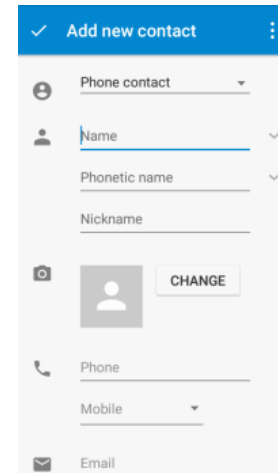 Add new contact
Phone contact
Name
Phonetic name
Nickname
CHANGE
Phone
Mobile
Email